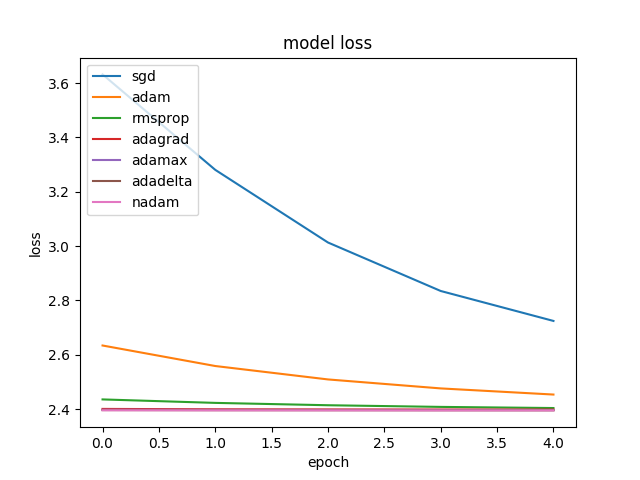 model loss
sgd
adam
rmsprop
adagrad
adamax
adadelta
nadam
loss
3.6
3.4
3.2
3.0
2.8
2.6
2.4
0.0 0.5 1.0 1.5 2.0 2.5 3.0 3.5 4.0
epoch